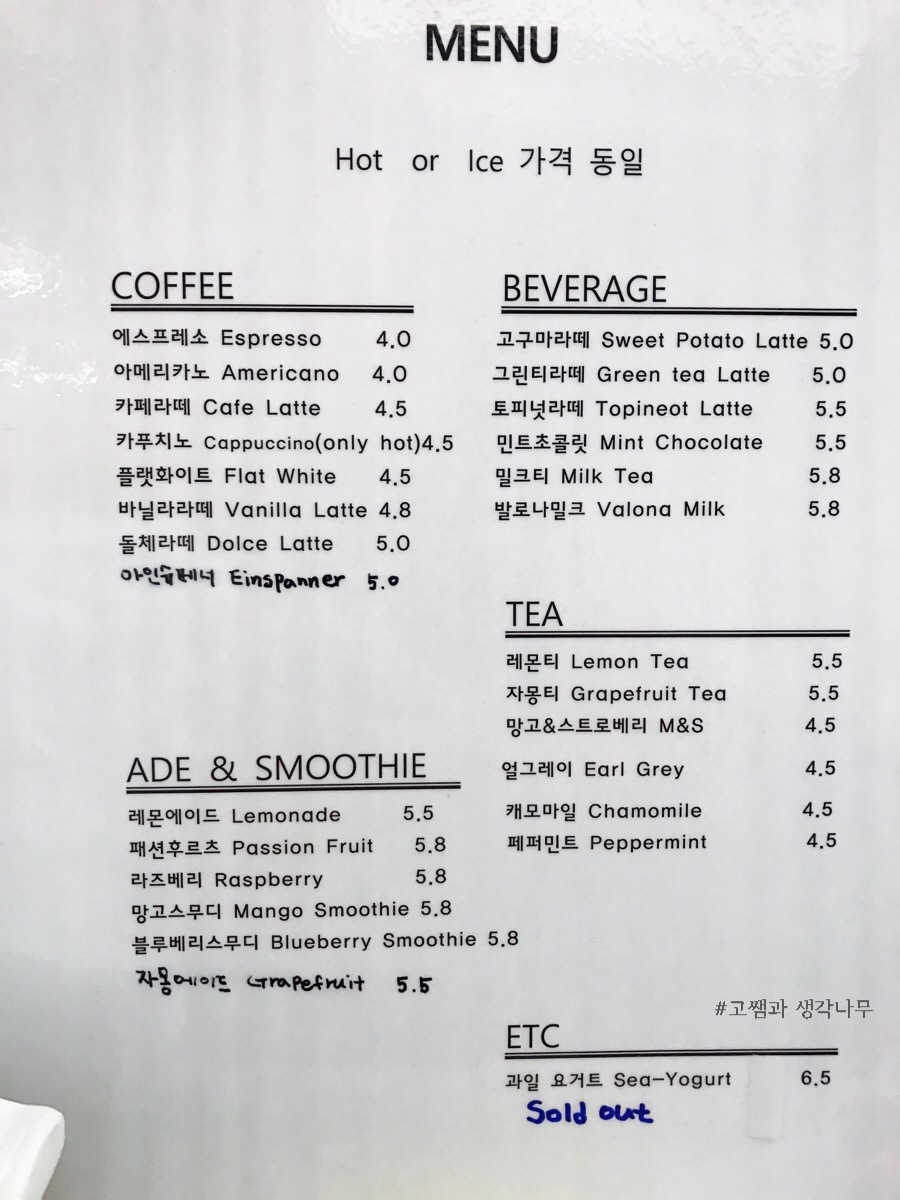 MENU
Hot or Ice 가격 동일
COFFEE
에스프레소 Espresso 4.0
아메리카노 Americano 4.0
카페라떼 Cafe Latte 4.5
카푸치노 Cappuccino(only hot)4.5
플랫화이트 Flat White 4.5
바닐라라떼 Vanilla Latte 4.8
돌체라떼 Dolce Latte 5.0
아인슈페너 Einspanner 5.0
ADE & SMOOTHIE
레몬에이드 Lemonade 5.5
패션후르츠 Passion Fruit 5.8
라즈베리 Raspberry 5.8
망고스무디 Mango Smoothie 5.8
블루베리스무디 Blueberry Smoothie 5.8
자몽에이드 Grapefruit 5.5
BEVERAGE
고구마라떼 Sweet Potato Latte 5.0
그린티라떼 Green tea Latte 5.0
토피넛라떼 Topineot Latte 5.5
민트초콜릿 Mint Chocolate 5.5
밀크티 Milk Tea 5.8
발로나밀크 Valona Milk 5.8
TEA
레몬티 Lemon Tea 5.5
자몽티 Grapefruit Tea 5.5
망고&스트로베리 M&S 4.5
얼그레이 Earl Grey 4.5
캐모마일 Chamomile 4.5
페퍼민트 Peppermint 4.5
#고쌤과 생각나무
ETC
과일 요거트 Sea-Yogurt 6.5
Sold out